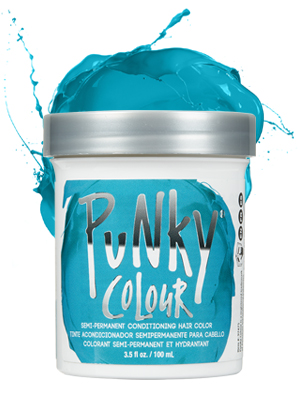 PUNKY
COLOUR
SEMI-PERMANENT CONDITIONING HAIR COLOR
TINTE ACONDICIONADOR SEMIPERMANENTE PARA CABELLO
COLORANT SEMI-PERMANENT ET HYDRATANT
3.5 fl. oz. / 100 mL